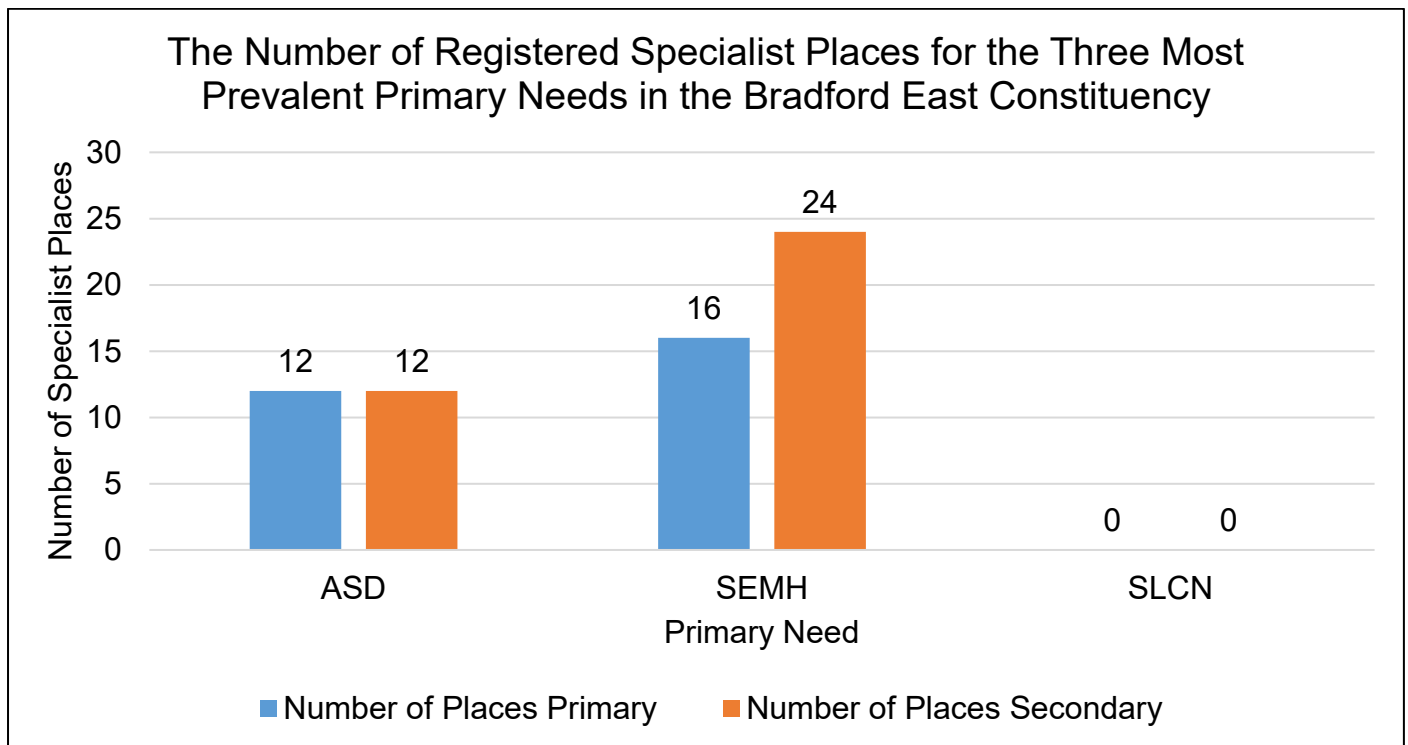 The Number of Registered Specialist Places for the Three Most
Prevalent Primary Needs in the Bradford East Constituency
Number of Specialist Places
30
25
20
15
10
5
0
12
12
16
24
0
0
ASD
SEMH
SLCN
Primary Need
Number of Places Primary
Number of Places Secondary